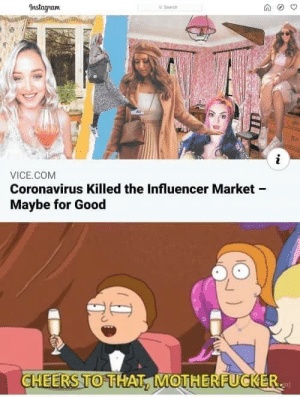 Instagram
Search
i
VICE.COM
Coronavirus Killed the Influencer Market –
Maybe for Good
CHEERS TO THAT, MOTHERFUCKER.